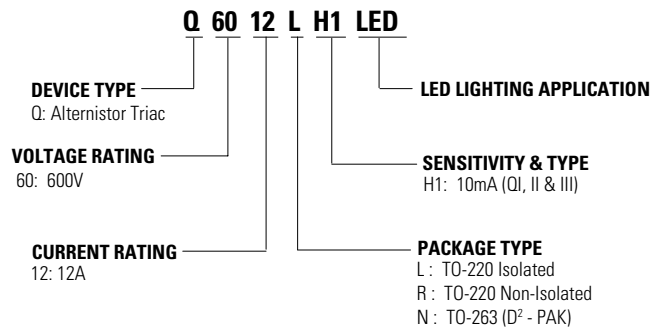 Q 60 12 L H1 LED
DEVICE TYPE
Q: Alternistor Triac
VOLTAGE RATING
60: 600V
CURRENT RATING
12: 12A
LED LIGHTING APPLICATION
SENSITIVITY & TYPE
H1: 10mA (QI, II & III)
PACKAGE TYPE
L : TO-220 Isolated
R : TO-220 Non-Isolated
N : TO-263 (D² - PAK)